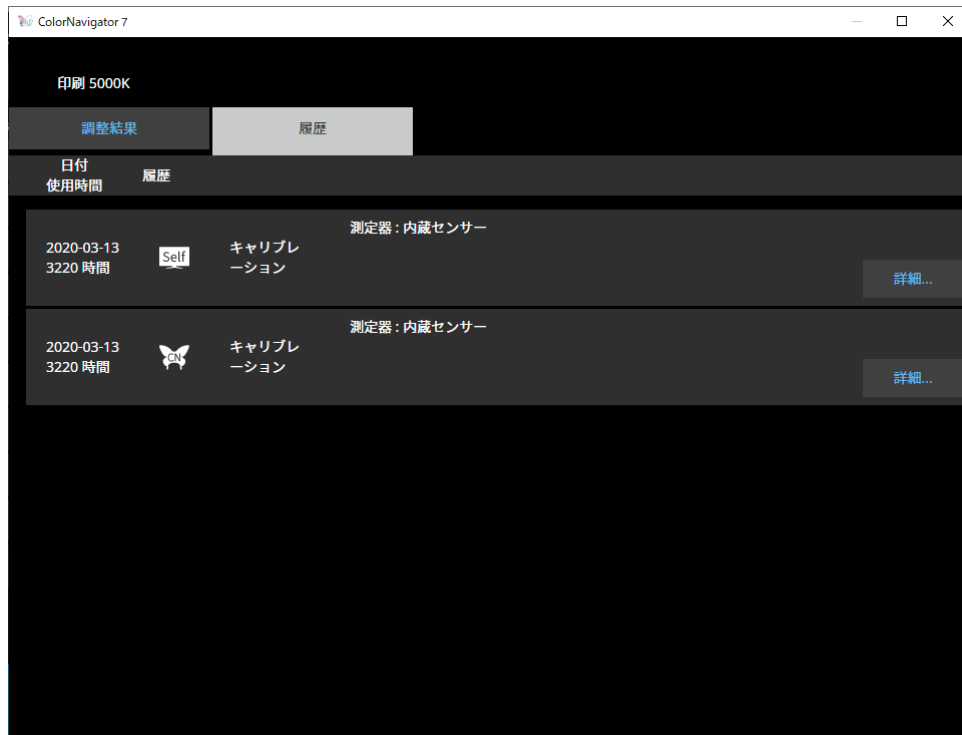 ColorNavigator 7
印刷 5000K
調整結果
履歴
日付
使用時間
履歴
測定器 : 内蔵センサー
2020-03-13
3220 時間
Self
キャリブレ
ーション
詳細...
測定器 : 内蔵センサー
2020-03-13
3220 時間
CN
キャリブレ
ーション
詳細...